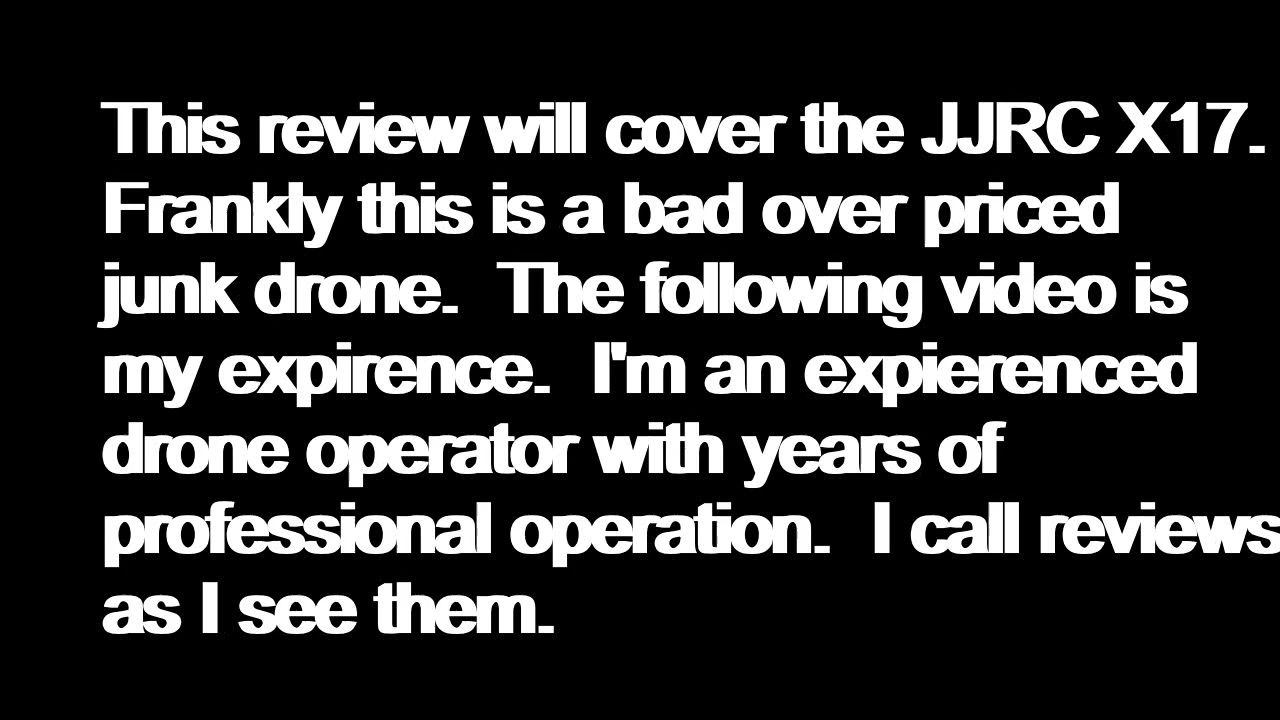 This review will cover the JJRC X17.
Frankly this is a bad over priced
junk drone.  The following video is
my expirence.  I'm an expierenced
drone operator with years of
professional operation.  I call reviews
as I see them.